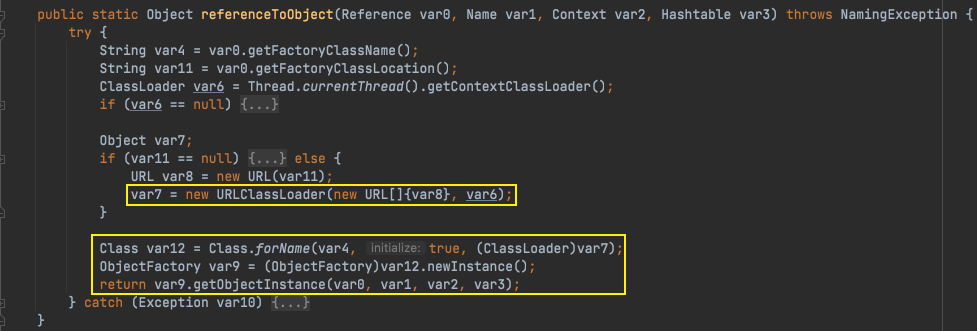 public static Object referenceToObject(Reference var0, Name var1, Context var2, Hashtable var3) throws NamingException {
try {
String var4 = var0.getFactoryClassName();
String var11 = var0.getFactoryClassLocation();
ClassLoader var6 = Thread.currentThread().getContextClassLoader();
if (var6 == null) {...}
Object var7;
if (var11 == null) {...} else {
URL var8 = new URL(var11);
var7 = new URLClassLoader(new URL[]{var8}, var6);
}
Class var12 = Class.forName(var4, initialize: true, (ClassLoader)var7);
ObjectFactory var9 = (ObjectFactory)var12.newInstance();
return var9.getObjectInstance(var0, var1, var2, var3);
} catch (Exception var10) {...}
}